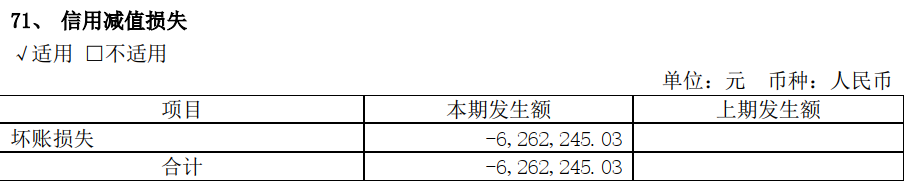 71、 信用减值损失
√适用 □不适用
单位：元 币种：人民币
项目 本期发生额 上期发生额
坏账损失 -6,262,245.03
合计 -6,262,245.03